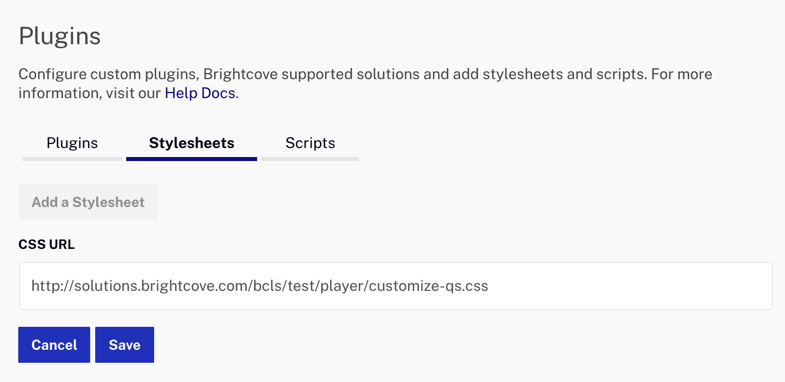 Plugins
Configure custom plugins, Brightcove supported solutions and add stylesheets and scripts. For more
information, visit our Help Docs.
Plugins Stylesheets Scripts
Add a Stylesheet
CSS URL
http://solutions.brightcove.com/bcls/test/player/customize-qs.css
Cancel Save